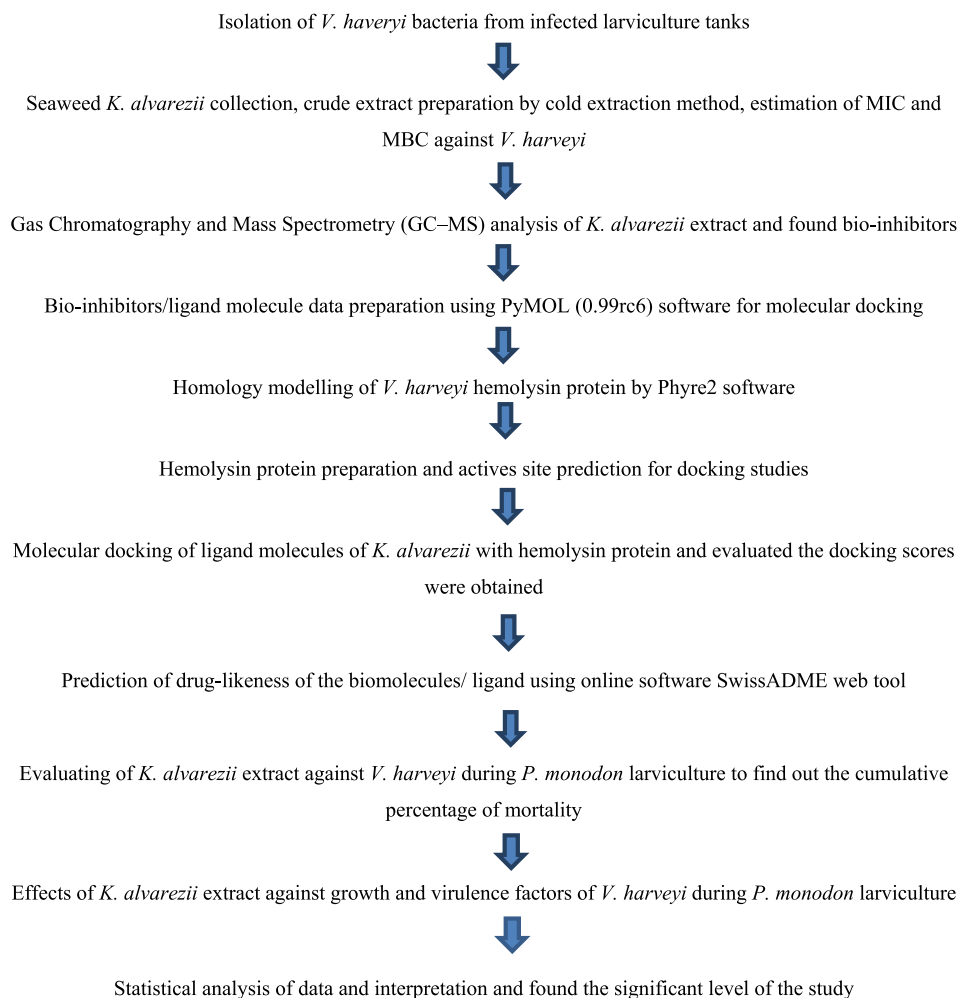 Isolation of V. haveryi bacteria from infected larviculture tanks
Seaweed K. alvarezii collection, crude extract preparation by cold extraction method, estimation of MIC and
MBC against V. harveyi
Gas Chromatography and Mass Spectrometry (GC–MS) analysis of K. alvarezii extract and found bio-inhibitors
Bio-inhibitors/ligand molecule data preparation using PyMOL (0.99rc6) software for molecular docking
Homology modelling of V. harveyi hemolysin protein by Phyre2 software
Hemolysin protein preparation and actives site prediction for docking studies
Molecular docking of ligand molecules of K. alvarezii with hemolysin protein and evaluated the docking scores
were obtained
Prediction of drug-likeness of the biomolecules/ ligand using online software SwissADME web tool
Evaluating of K. alvarezii extract against V. harveyi during P. monodon larviculture to find out the cumulative
percentage of mortality
Effects of K. alvarezii extract against growth and virulence factors of V. harveyi during P. monodon larviculture
Statistical analysis of data and interpretation and found the significant level of the study